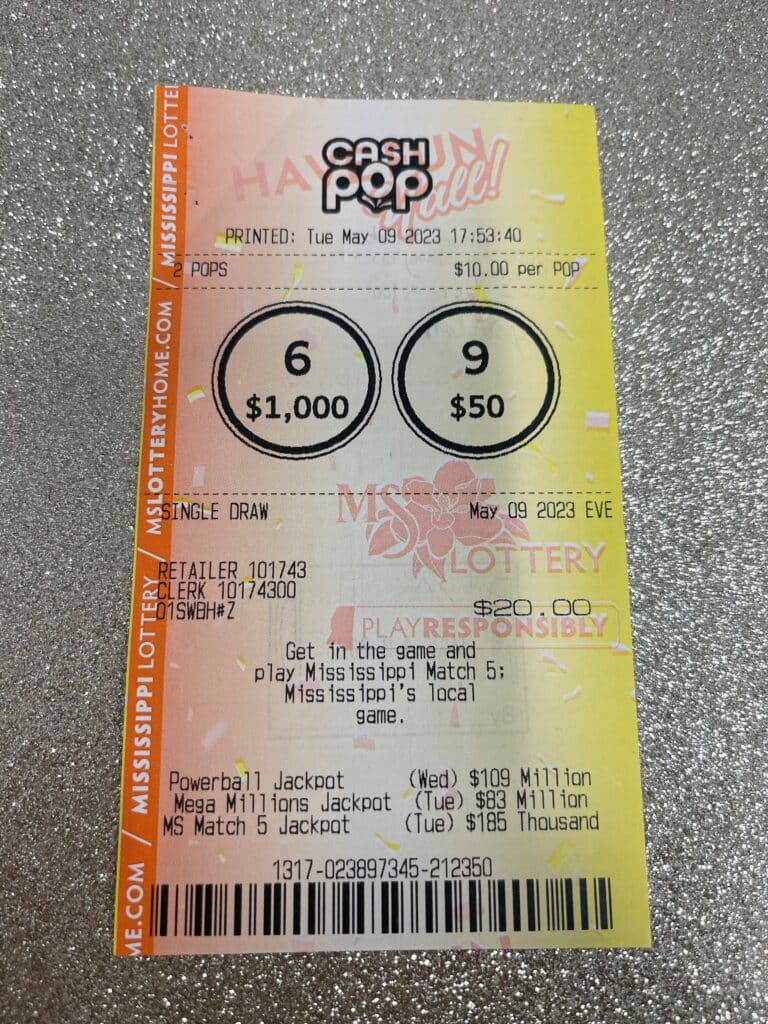 CASH
POP
HAVE FUN
y'all!
PRINTED: Tue May 09 2023 17:53:40
2 POPS $10.00 per POP
6 9
$1,000 $50
SINGLE DRAW May 09 2023 EVE
MS
LOTTERY
RETAILER 101743
CLERK 10174300
01SWBH#Z $20.00
PLAYRESPONSIBLY
Get in the game and
play Mississippi Match 5;
Mississippi's local
game.
Powerball Jackpot (Wed) $109 Million
Mega Millions Jackpot (Tue) $83 Million
MS Match 5 Jackpot (Tue) $185 Thousand
1317-023897345-212350
ME.COM / MISSISSIPPI LOTTERY / MSLOTTERYHOME.COM / MISSISSIPPI LOTTE